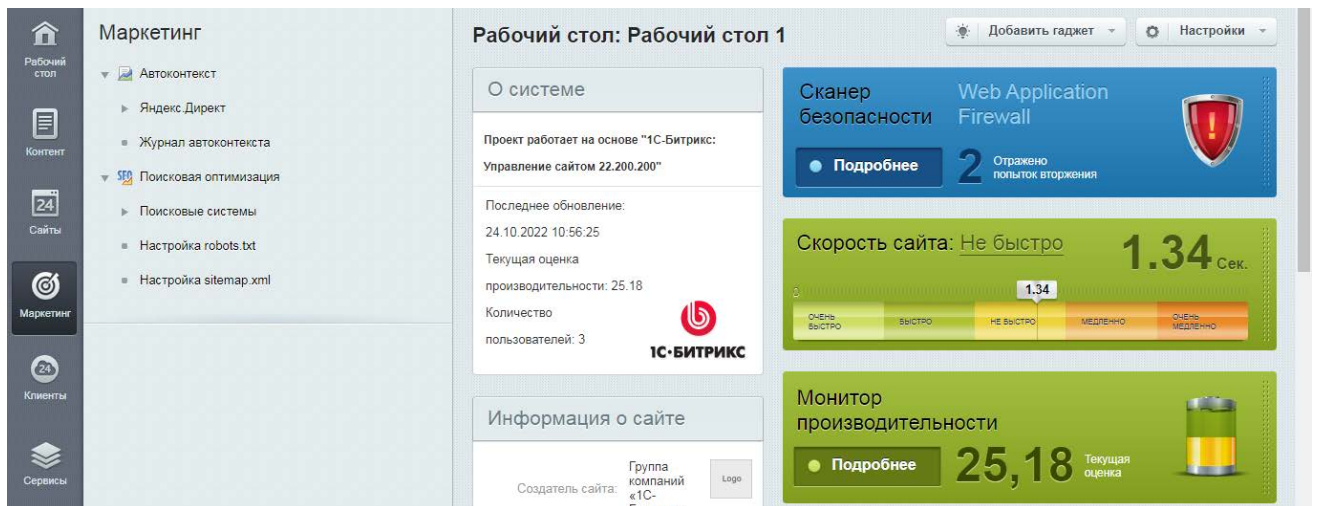 Рабочий
стол
Контент
24
Сайты
Маркетинг
24
Клиенты
Сервисы
Маркетинг
Автоконтекст
Яндекс.Директ
Журнал автоконтекста
SEO Поисковая оптимизация
Поисковые системы
Настройка robots.txt
Настройка sitemap.xml
Рабочий стол: Рабочий стол 1
Добавить гаджет
Настройки
О системе
Проект работает на основе "1С-Битрикс:
Управление сайтом 22.200.200"
Последнее обновление:
24.10.2022 10:56:25
Текущая оценка
производительности: 25.18
Количество
пользователей: 3
1С·БИТРИКС
Информация о сайте
Создатель сайта:
Группа
компаний
«1С-
Logo
Сканер
безопасности
Web Application
Firewall
Подробнее
2 Отражено
попыток вторжения
Скорость сайта: Не быстро
1.34 Сек.
1.34
0
ОЧЕНЬ
БЫСТРО
БЫСТРО
НЕ БЫСТРО
МЕДЛЕННО
ОЧЕНЬ
МЕДЛЕННО
Монитор
производительности
Подробнее
25,18 Текущая
оценка